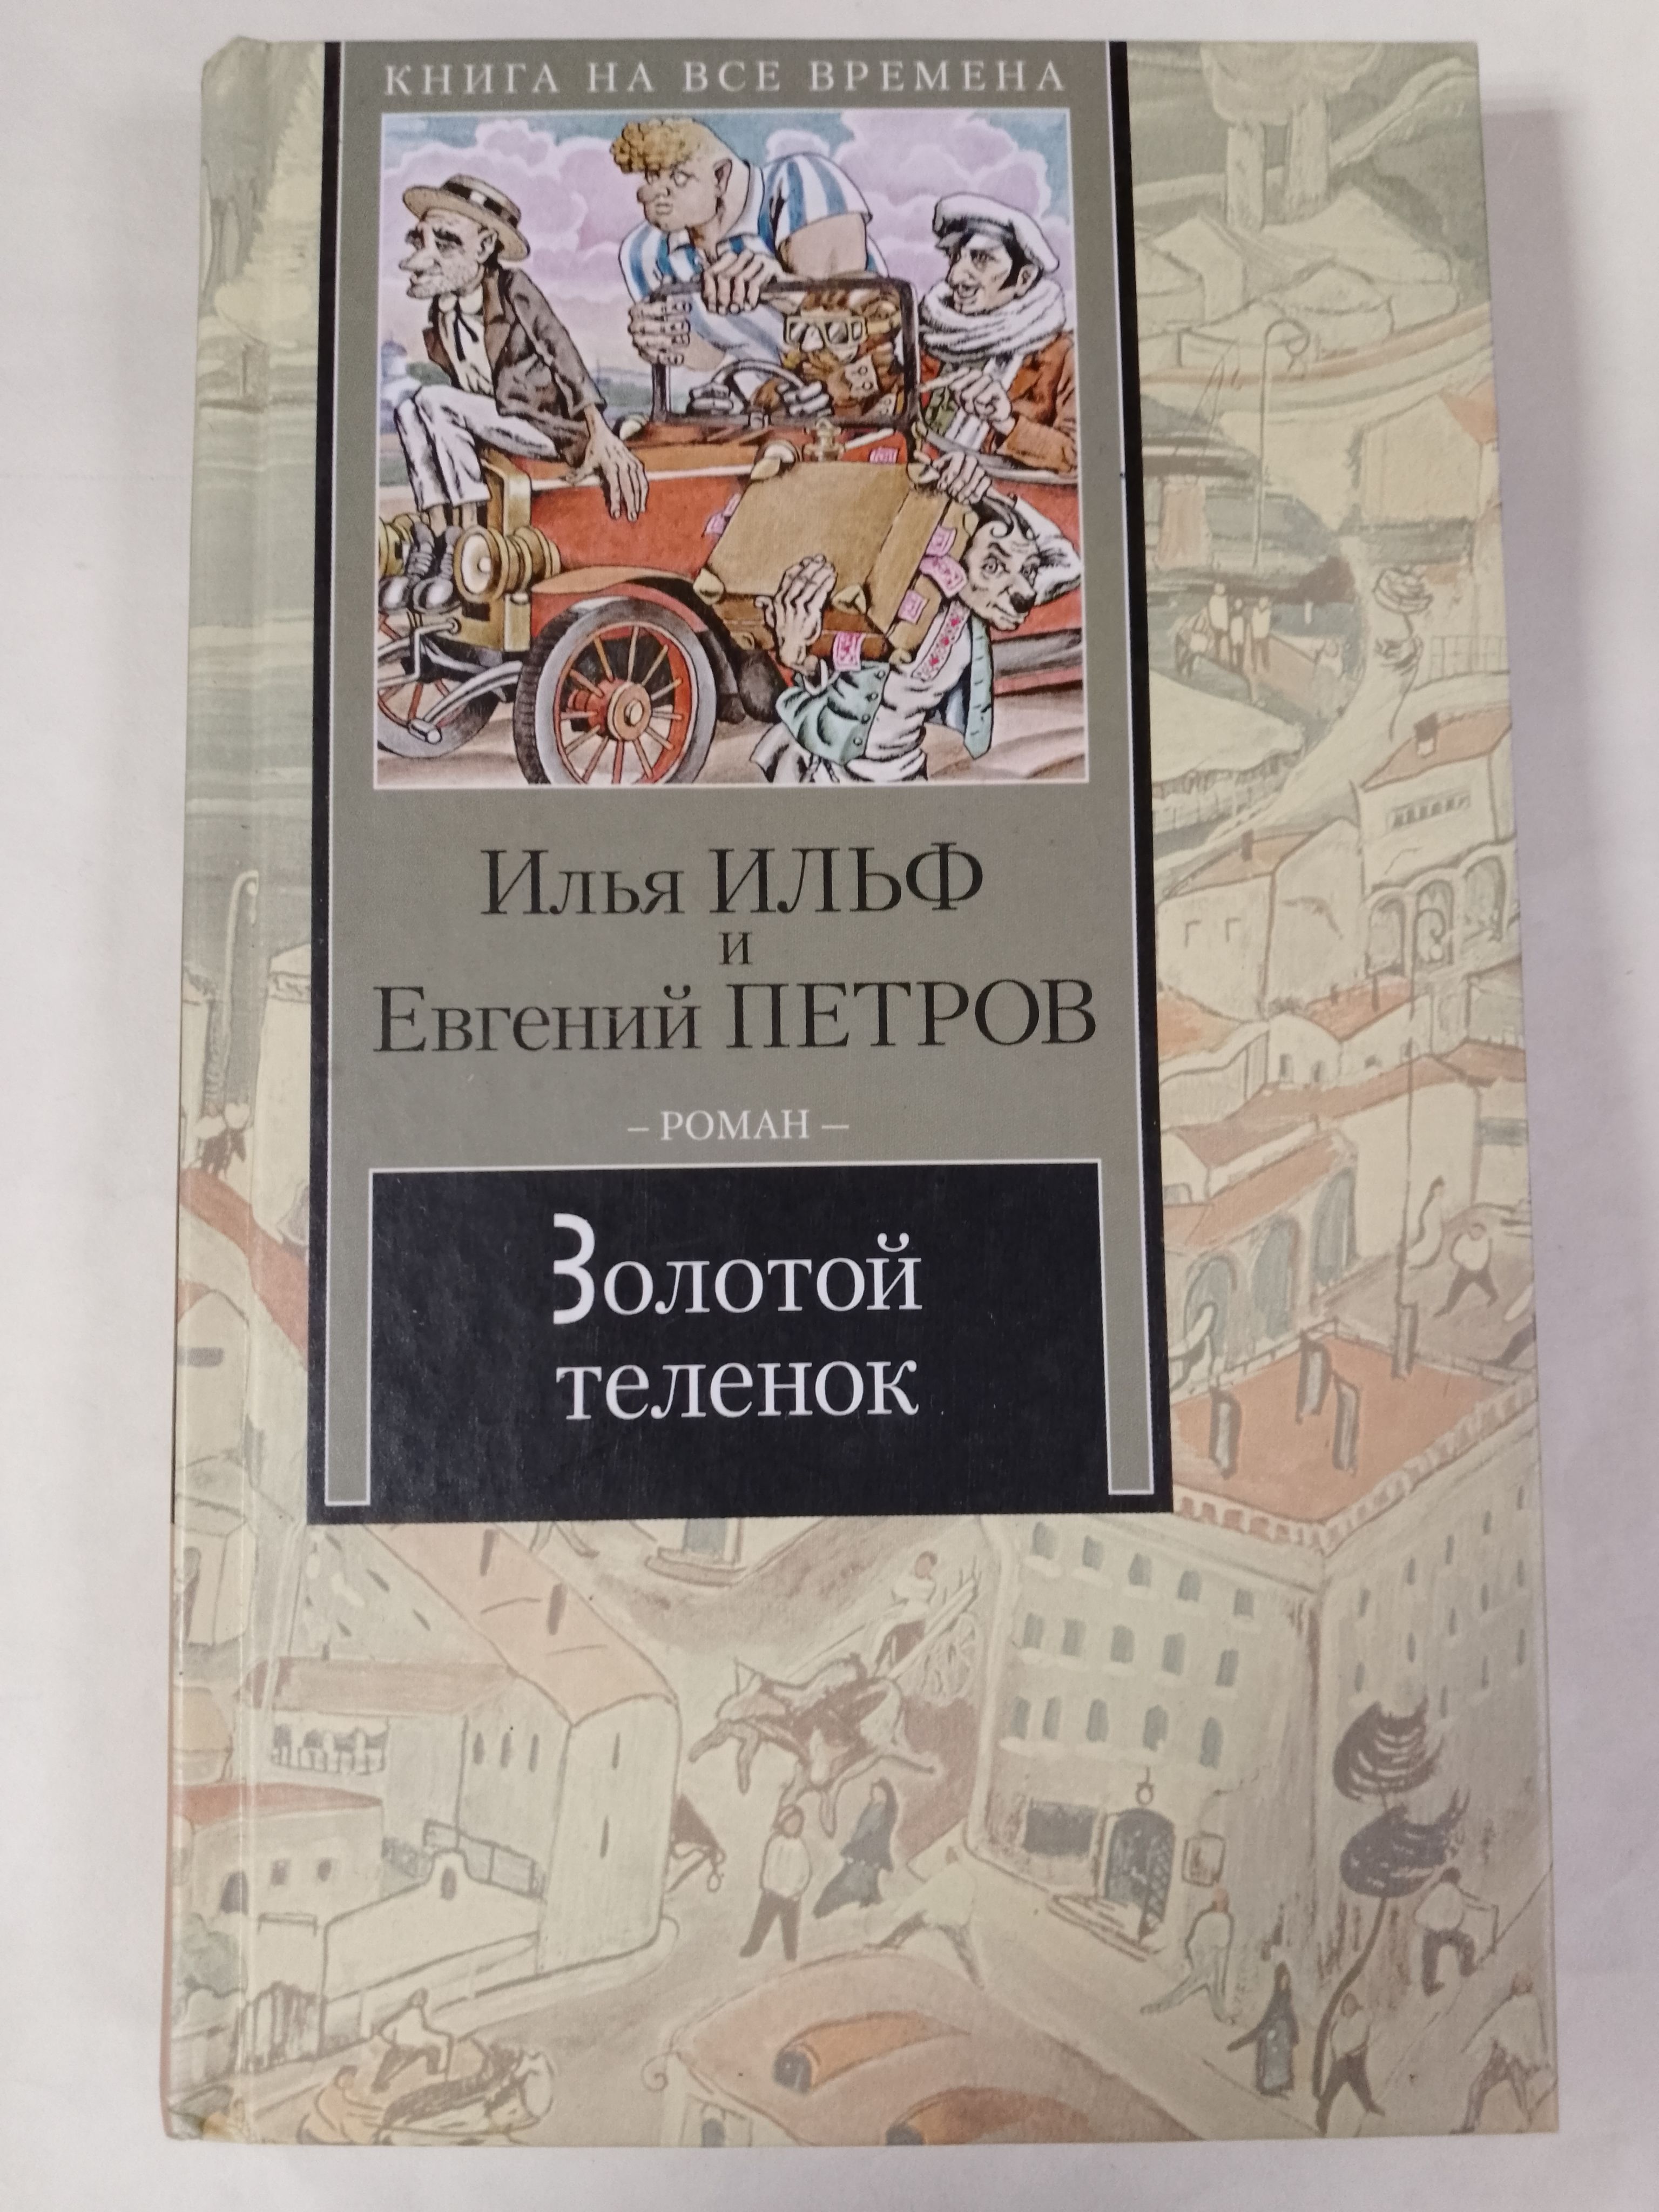 КНИГА НА ВСЕ ВРЕМЕНА
Илья ИЛЬФ
и
Евгений ПЕТРОВ
– РОМАН –
Золотой
теленок